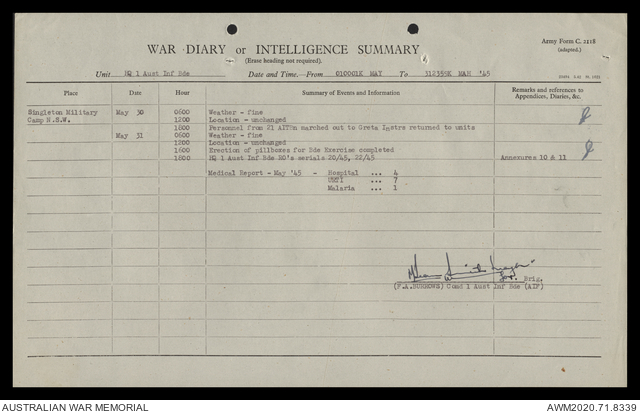 Army Form C. 2118
(adapted.)
WAR DIARY or INTELLIGENCE SUMMARY
(Erase heading not required).
Unit HQ 1 Aust Inf Bde Date and Time.—From 010001K MAY To 312359K MAY '45
Place Date Hour Summary of Events and Information Remarks and references to Appendices, Diaries, &c.
Singleton Military May 30 0600 Weather - fine
Camp N.S.W. 1200 Location - unchanged
1800 Personnel from 21 AITBn marched out to Greta returned to units
May 31 0600 Weather - fine
1200 Location - unchanged
1600 Erection of pillboxes for Bde Exercise completed
1800 HQ 1 Aust Inf Bde RO's serials 20/45, 22/45 Annexures 10 & 11
Medical Report - May '45 - Hospital ... 4
... 7
Malaria ... 1
Brig.
(F.A.BURROWS) Comd 1 Aust Inf Bde (AIF)
AUSTRALIAN WAR MEMORIAL AWM2020.71.8339